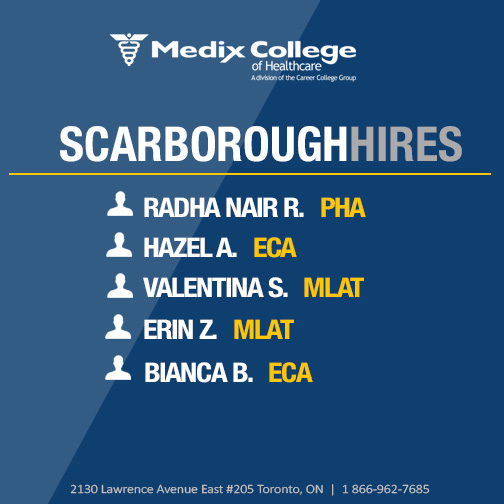 Medix College
of Healthcare
A division of the Career College Group
SCARBOROUGHHIRES
RADHA NAIR R. PHA
HAZEL A. ECA
VALENTINA S. MLAT
ERIN Z. MLAT
BIANCA B. ECA
2130 Lawrence Avenue East #205 Toronto, ON | 1 866-962-7685